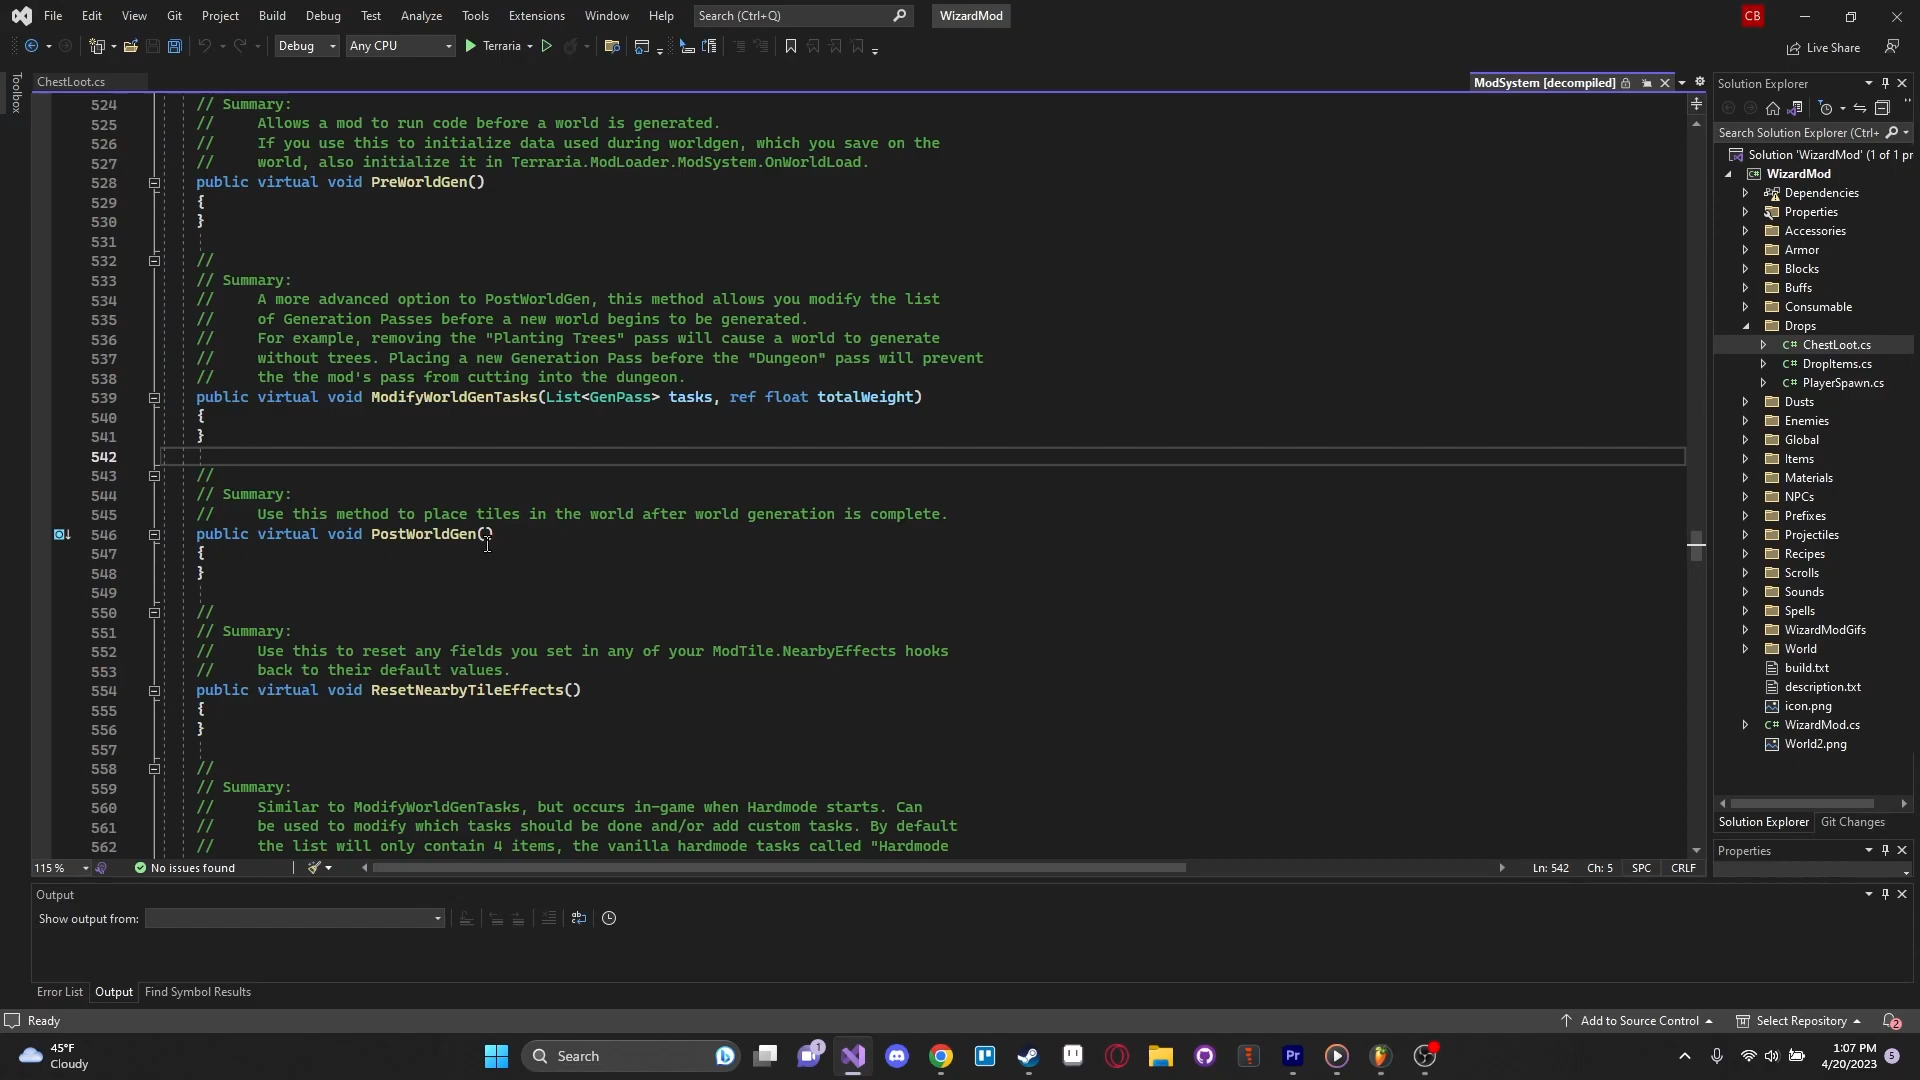 File Edit View Git Project Build Debug Test Analyze Tools Extensions Window Help Search (Ctrl+Q) WizardMod CB
Debug Any CPU Terraria Live Share
Toolbox
ChestLoot.cs ModSystem [decompiled]
524 // Summary:
525 // Allows a mod to run code before a world is generated.
526 // If you use this to initialize data used during worldgen, which you save on the
527 // world, also initialize it in Terraria.ModLoader.ModSystem.OnWorldLoad.
528 public virtual void PreWorldGen()
529 {
530 }
531
532 //
533 // Summary:
534 // A more advanced option to PostWorldGen, this method allows you modify the list
535 // of Generation Passes before a new world begins to be generated.
536 // For example, removing the "Planting Trees" pass will cause a world to generate
537 // without trees. Placing a new Generation Pass before the "Dungeon" pass will prevent
538 // the the mod's pass from cutting into the dungeon.
539 public virtual void ModifyWorldGenTasks(List<GenPass> tasks, ref float totalWeight)
540 {
541 }
542
543 //
544 // Summary:
545 // Use this method to place tiles in the world after world generation is complete.
546 public virtual void PostWorldGen()
547 {
548 }
549
550 //
551 // Summary:
552 // Use this to reset any fields you set in any of your ModTile.NearbyEffects hooks
553 // back to their default values.
554 public virtual void ResetNearbyTileEffects()
555 {
556 }
557
558 //
559 // Summary:
560 // Similar to ModifyWorldGenTasks, but occurs in-game when Hardmode starts. Can
561 // be used to modify which tasks should be done and/or add custom tasks. By default
562 // the list will only contain 4 items, the vanilla hardmode tasks called "Hardmode
115 % No issues found Ln: 542 Ch: 5 SPC CRLF
Solution Explorer
Search Solution Explorer (Ctrl+
Solution 'WizardMod' (1 of 1 pr
WizardMod
Dependencies
Properties
Accessories
Armor
Blocks
Buffs
Consumable
Drops
C# ChestLoot.cs
C# DropItems.cs
C# PlayerSpawn.cs
Dusts
Enemies
Global
Items
Materials
NPCs
Prefixes
Projectiles
Recipes
Scrolls
Sounds
Spells
WizardModGifs
World
build.txt
description.txt
icon.png
C# WizardMod.cs
World2.png
Solution Explorer Git Changes
Properties
Output
Show output from:
Error List Output Find Symbol Results
Ready Add to Source Control Select Repository 2
45°F
Cloudy
Search 1 Pr
1:07 PM
4/20/2023 5